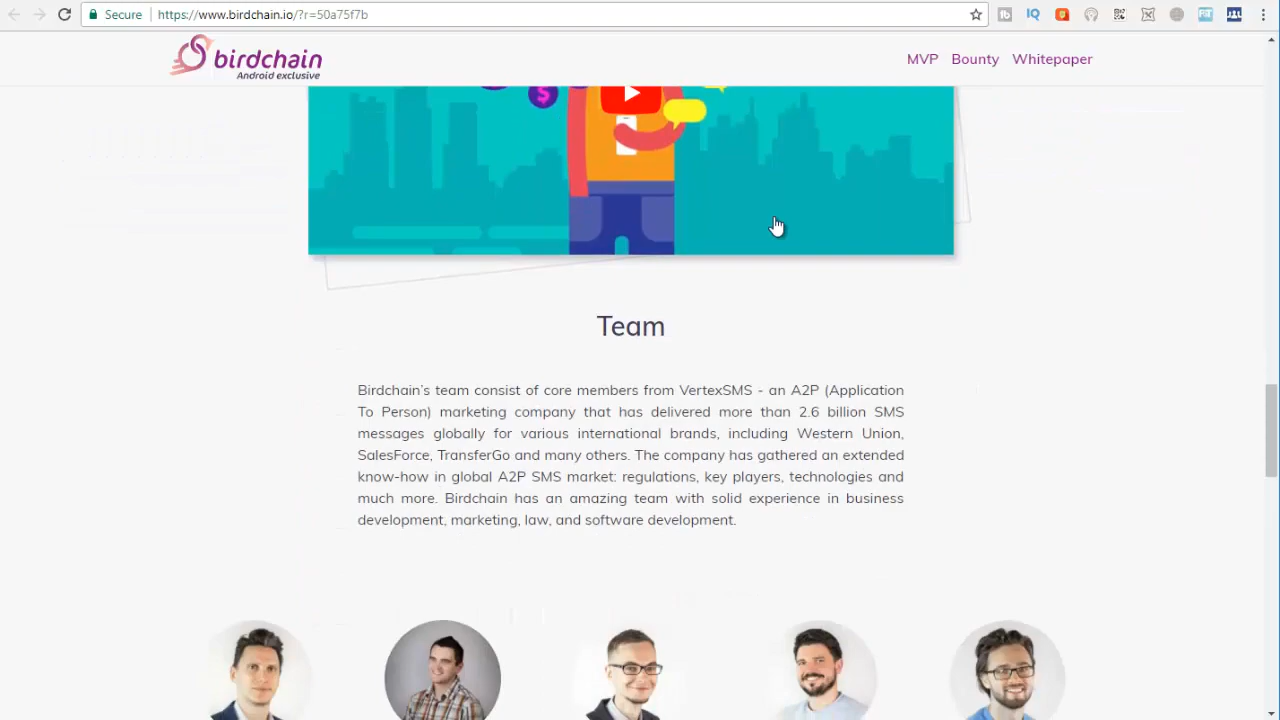 Secure https://www.birdchain.io/?r=50a75f7b
birdchain
Android exclusive
MVP Bounty Whitepaper
$
Team
Birdchain's team consist of core members from VertexSMS - an A2P (Application
To Person) marketing company that has delivered more than 2.6 billion SMS
messages globally for various international brands, including Western Union,
SalesForce, TransferGo and many others. The company has gathered an extended
know-how in global A2P SMS market: regulations, key players, technologies and
much more. Birdchain has an amazing team with solid experience in business
development, marketing, law, and software development.